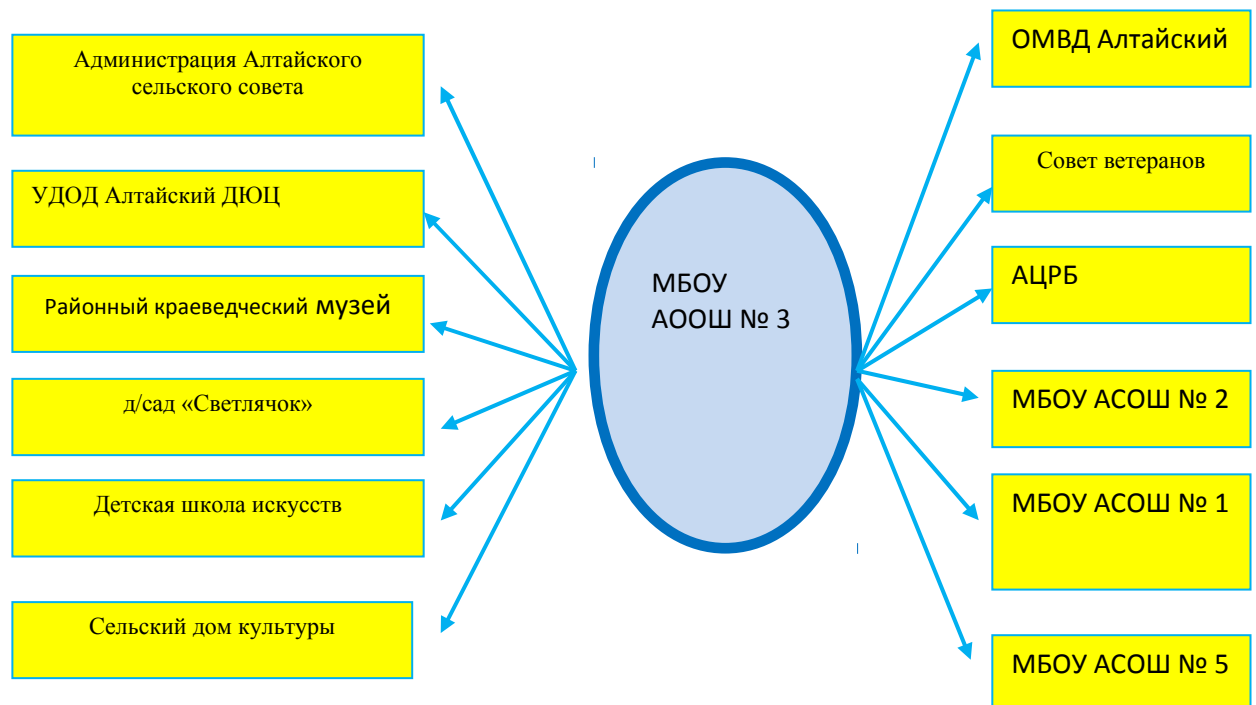 Администрация Алтайского
сельского совета
УДОД Алтайский ДЮЦ
Районный краеведческий музей
д/сад «Светлячок»
Детская школа искусств
Сельский дом культуры
МБОУ
АООШ № 3
ОМВД Алтайский
Совет ветеранов
АЦРБ
МБОУ АСОШ № 2
МБОУ АСОШ № 1
МБОУ АСОШ № 5